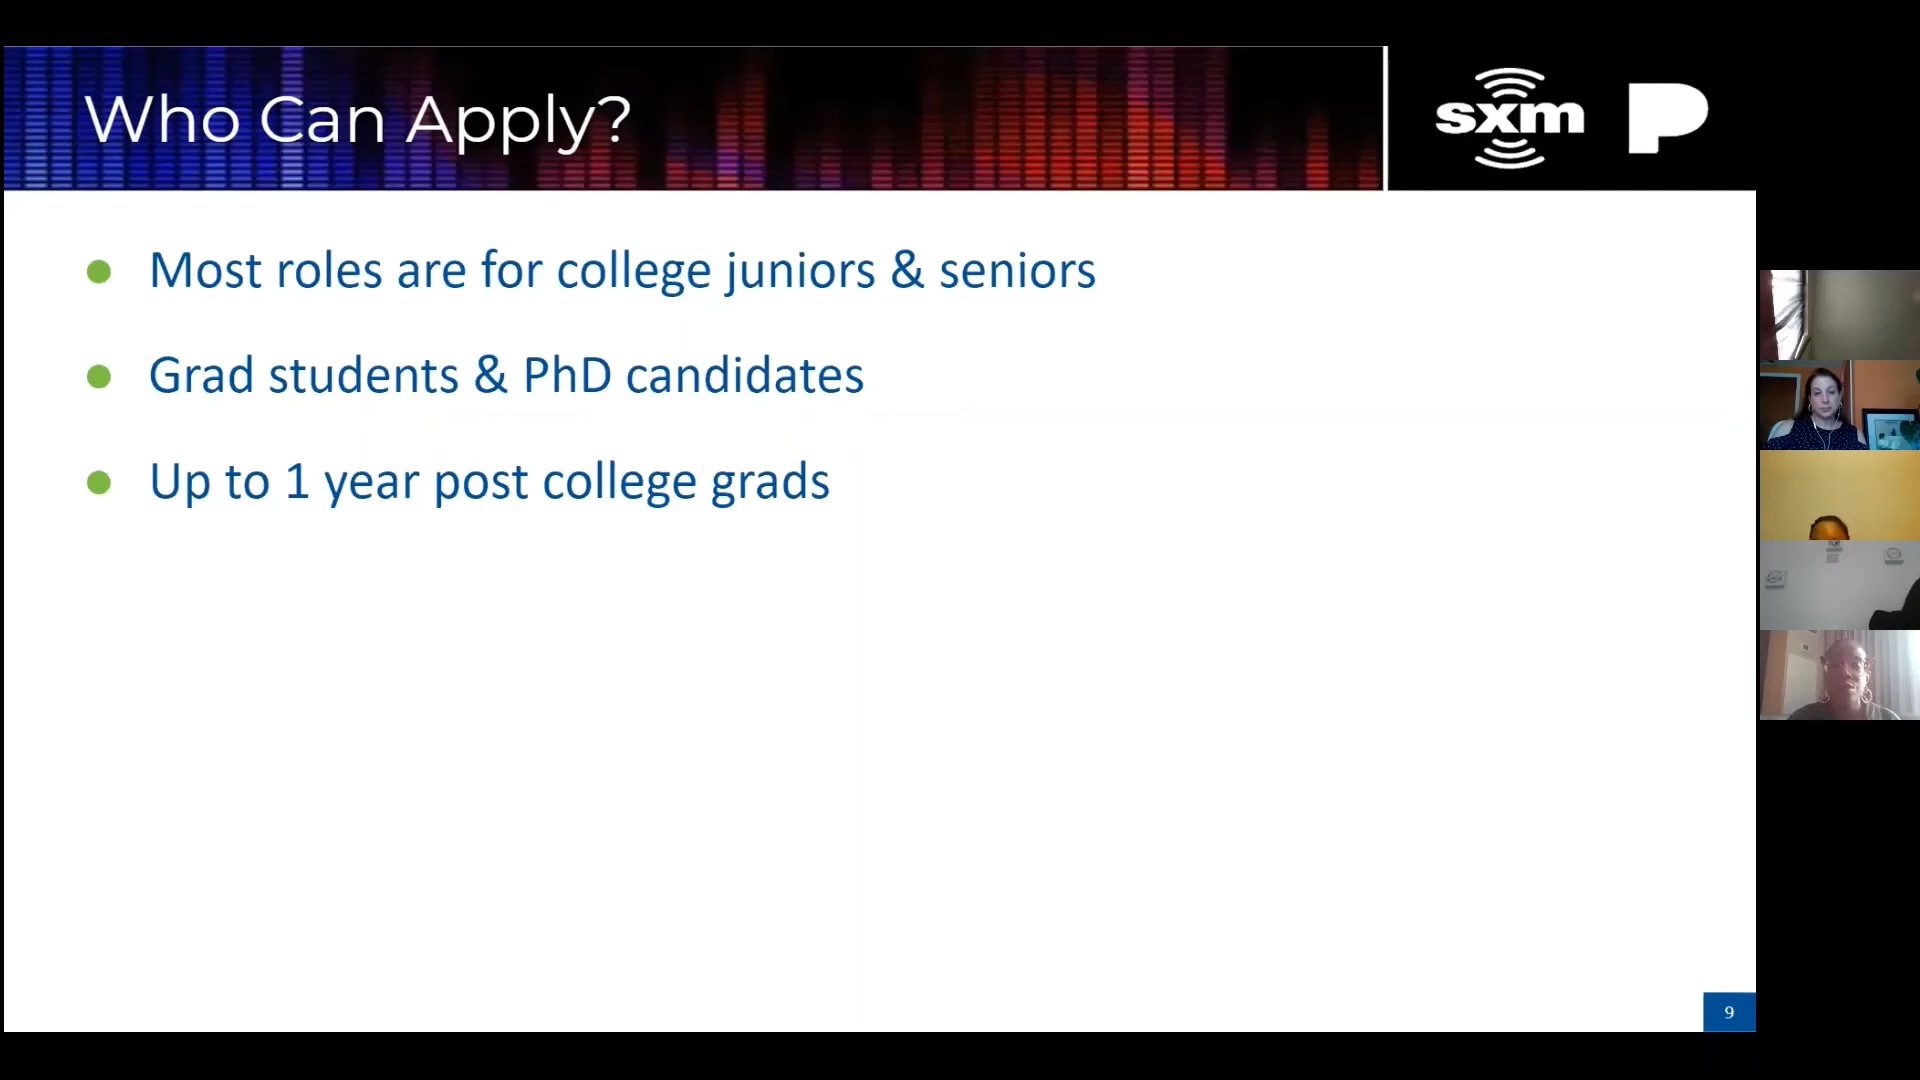 Who Can Apply?
sxm
Most roles are for college juniors & seniors
Grad students & PhD candidates
Up to 1 year post college grads
9